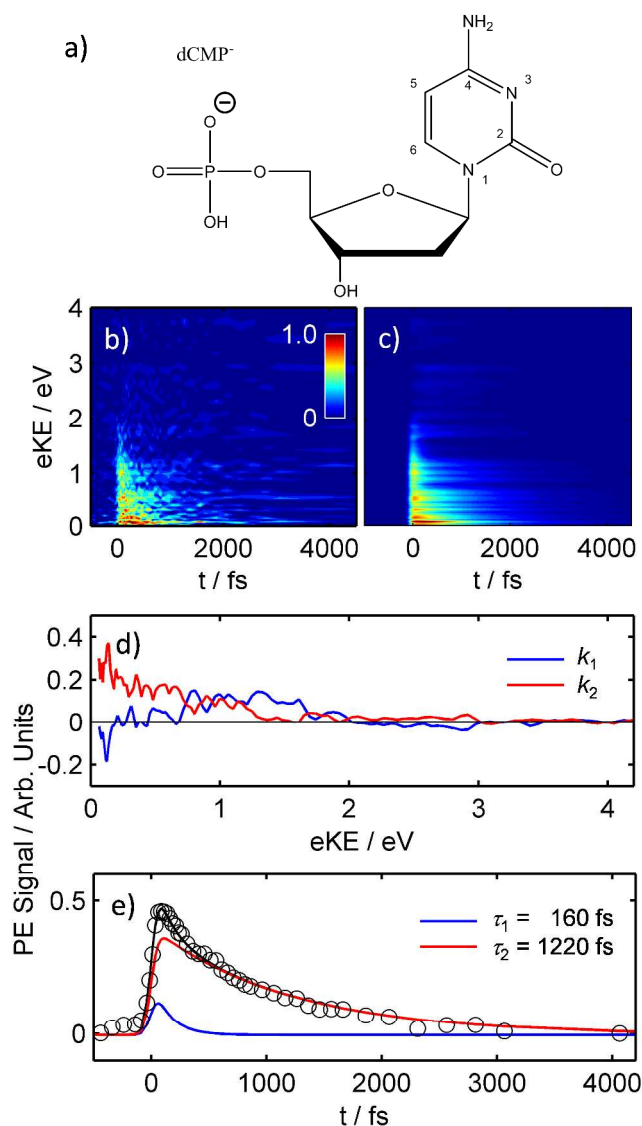 a)
dCMP⁻
NH₂
5
4
N
3
O
⊖
6
2
O
P
O
N
1
O
OH
O
OH
4
3
2
1
0
eKE / eV
b)
1.0
0
c)
0
2000
4000
t / fs
0
2000
4000
t / fs
0.4
0.2
0
-0.2
d)
k₁
k₂
0
1
2
3
4
eKE / eV
PE Signal / Arb. Units
0.5
0
e)
τ₁ = 160 fs
τ₂ = 1220 fs
0
1000
2000
3000
4000
t / fs